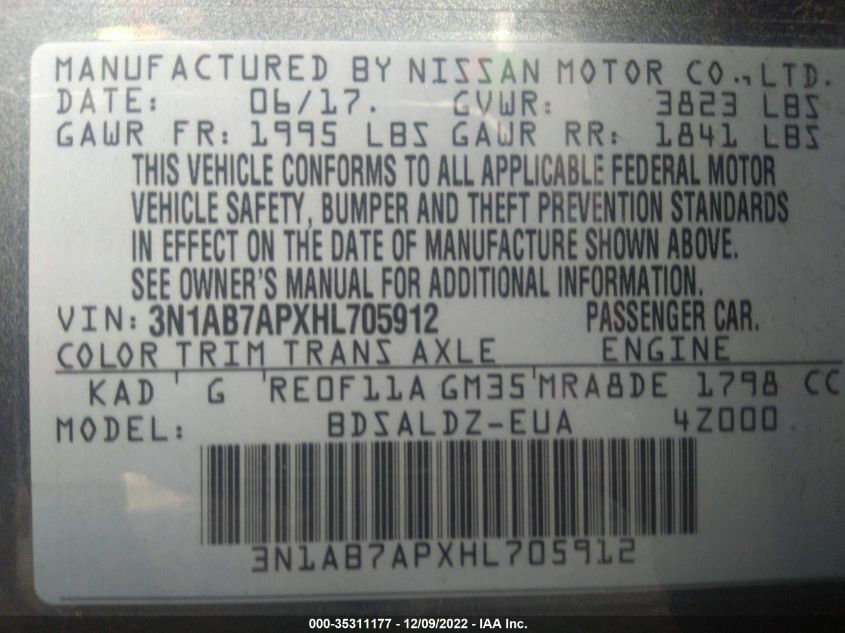 MANUFACTURED BY NISSAN MOTOR CO., LTD.
DATE: 06/17. GVWR: 3823 LBS
GAWR FR: 1995 LBS GAWR RR: 1841 LBS
THIS VEHICLE CONFORMS TO ALL APPLICABLE FEDERAL MOTOR
VEHICLE SAFETY, BUMPER AND THEFT PREVENTION STANDARDS
IN EFFECT ON THE DATE OF MANUFACTURE SHOWN ABOVE.
SEE OWNER'S MANUAL FOR ADDITIONAL INFORMATION.
VIN: 3N1AB7APXHL705912 PASSENGER CAR.
COLOR TRIM TRANS AXLE ENGINE
KAD ' G 'RE0F11A GM35'MRA8DE 1798 CC
MODEL: BDSALDZ-EUA 4Z000
3N1AB7APXHL705912
000-35311177 - 12/09/2022 - IAA Inc.